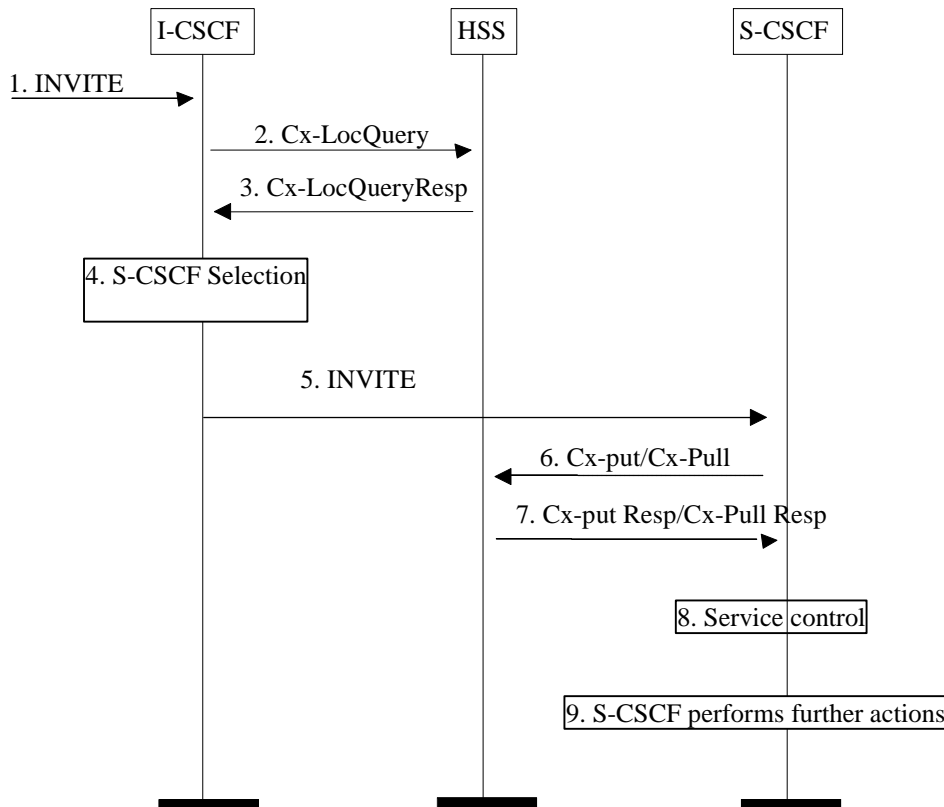 I-CSCF
HSS
S-CSCF
1. INVITE
2. Cx-LocQuery
3. Cx-LocQueryResp
4. S-CSCF Selection
5. INVITE
6. Cx-put/Cx-Pull
7. Cx-put Resp/Cx-Pull Resp
8. Service control
9. S-CSCF performs further actions